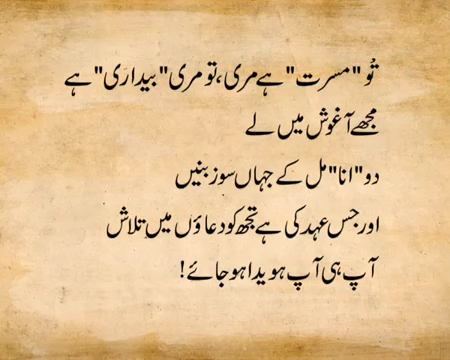 تُو "مسرت" ہے مری، تو مری "بیداری" ہے
مجھے آغوش میں لے
دو "انا" مل کے جہاں سوز بنیں
اور جس عہد کی ہے تجھ کو دعاؤں میں تلاش
آپ ہی آپ ہویدا ہو جائے!